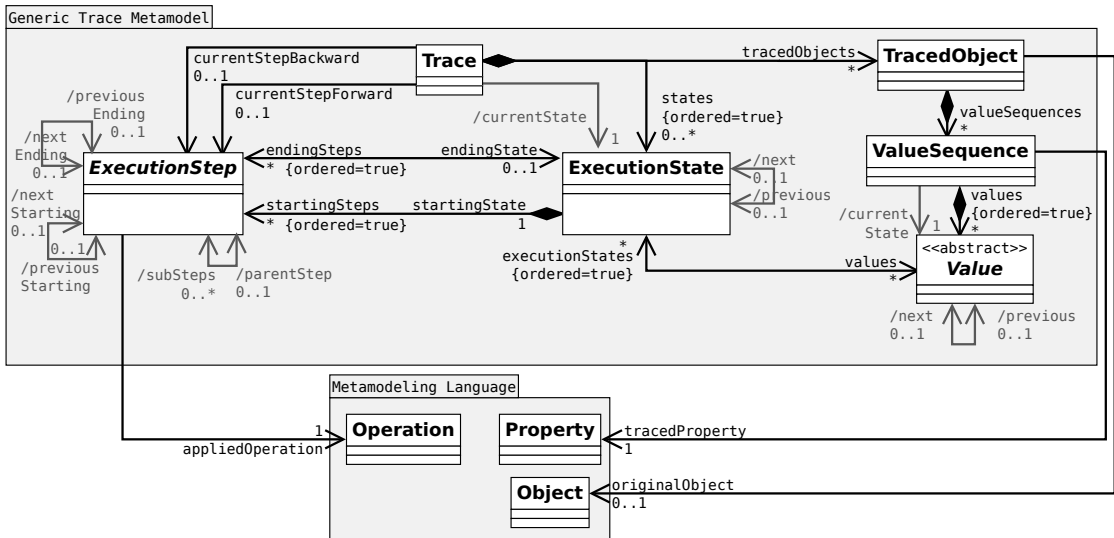 Generic Trace Metamodel
Trace
TracedObject
currentStepBackward
0..1
currentStepForward
0..1
tracedObjects
*
/previous
Ending
0..1
/next
Ending
0..1
/currentState
1
states
{ordered=true}
0..*
valueSequences
*
ExecutionStep
endingSteps
* {ordered=true}
endingState
0..1
ExecutionState
/next
0..1
/previous
0..1
ValueSequence
/next
Starting
0..1
0..1
/previous
Starting
startingSteps
* {ordered=true}
startingState
1
/current
State
1
values
{ordered=true}
*
/subSteps
0..*
/parentStep
0..1
*
executionStates
{ordered=true}
values
*
<<abstract>>
Value
/next
0..1
/previous
0..1
Metamodeling Language
Operation
Property
Object
1
appliedOperation
tracedProperty
1
originalObject
0..1